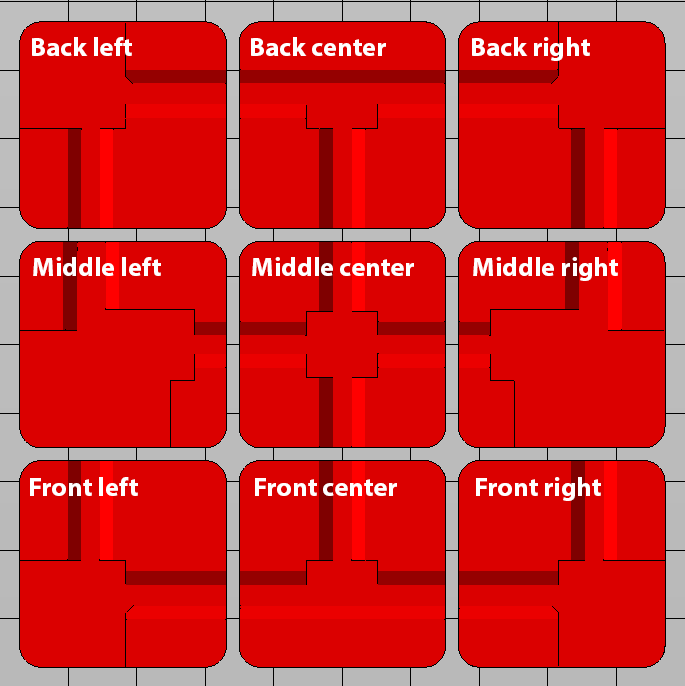 Back left
Back center
Back right
Middle left
Middle center
Middle right
Front left
Front center
Front right